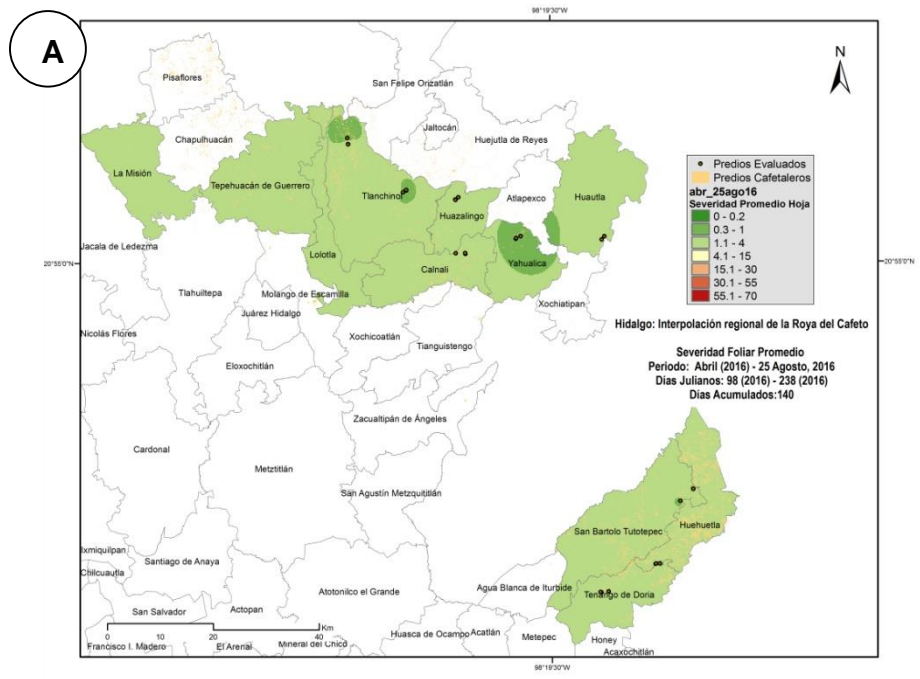 98°19'30"W
A
N
Pisaflores
San Felipe Orizatlán
Chapulhuacán
Jaltocán
Huejutla de Reyes
La Misión
Tepehuacán de Guerrero
Tlanchinol
Huazalingo
Atlapexco
Huautla
Predios Evaluados
Predios Cafetaleros
abr_25ago16
Severidad Promedio Hoja
0 - 0.2
0.3 - 1
1.1 - 4
4.1 - 15
15.1 - 30
30.1 - 55
55.1 - 70
Jacala de Ledezma
20°55'0"N
Lolotla
Calnali
Yahualica
20°55'0"N
Tlahuiltepa
Molango de Escamilla
Juárez Hidalgo
Xochiatipan
Nicolás Flores
Xochicoatlán
Tianguistengo
Hidalgo: Interpolación regional de la Roya del Cafeto
Severidad Foliar Promedio
Periodo: Abril (2016) - 25 Agosto, 2016
Días Julianos: 98 (2016) - 238 (2016)
Días Acumulados:140
Eloxochitlán
Zacualtipán de Ángeles
Cardonal
Metztitlán
San Agustín Metzquititlán
San Bartolo Tutotepec
Huehuetla
Ixmiquilpan
Santiago de Anaya
Chilcuautla
Atotonilco el Grande
Agua Blanca de Iturbide
Tenango de Doria
San Salvador
Actopan
Km
0 20 40
Francisco I. Madero
El Arenal
Mineral del Chico
Huasca de Ocampo
Acatlán
Metepec
Honey
Acaxochitlán
98°19'30"W